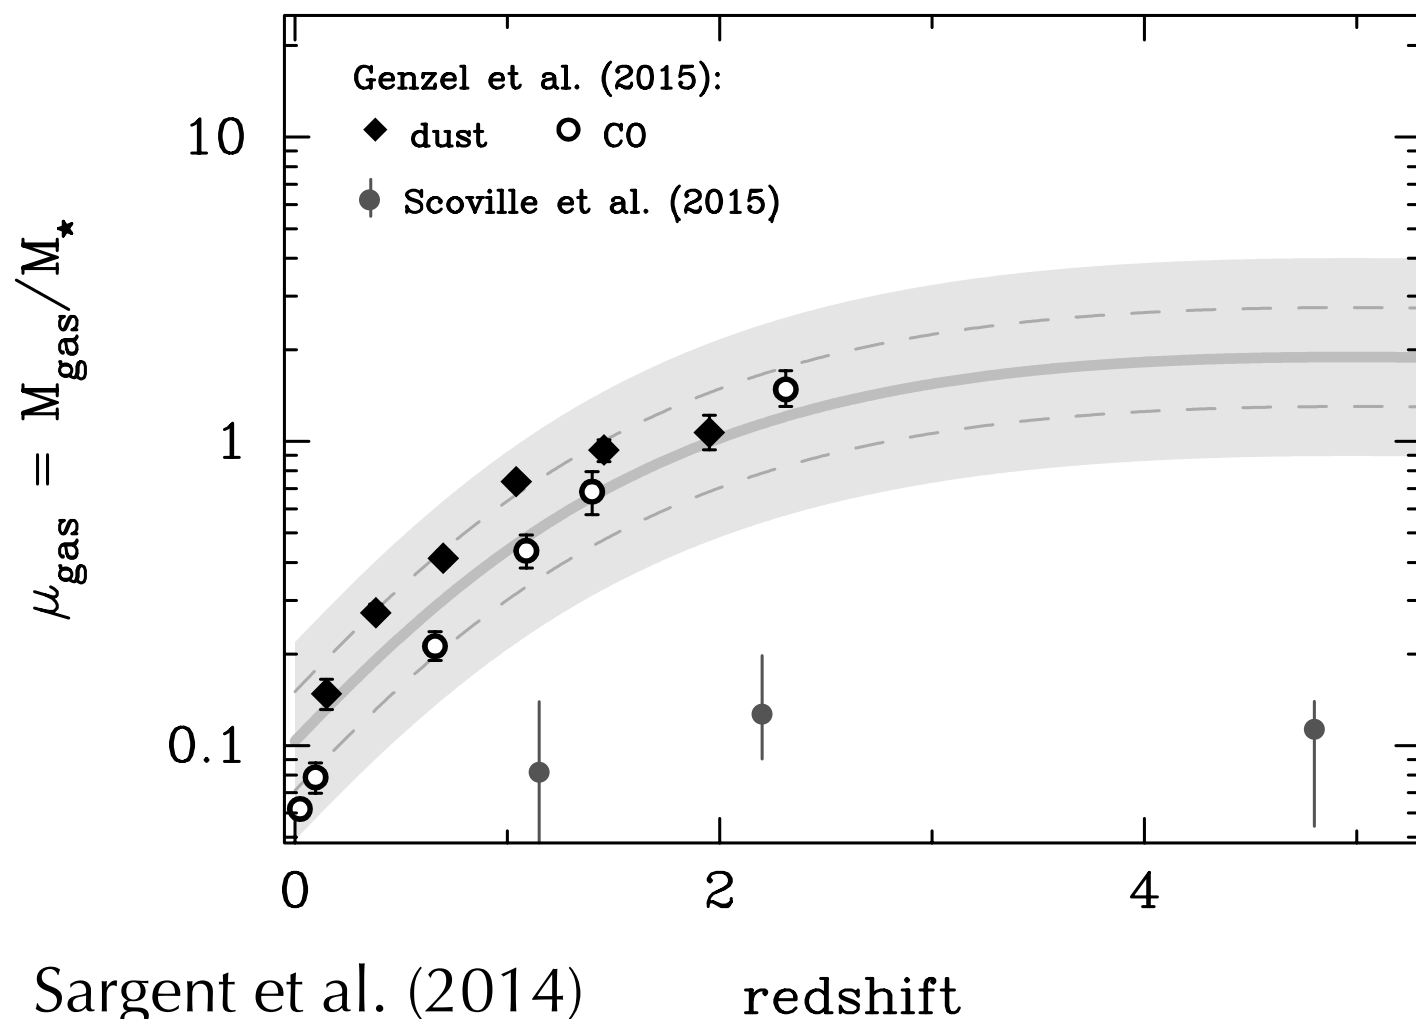 Genzel et al. (2015):
dust CO
Scoville et al. (2015)
10
1
0.1
μgas = Mgas/M★
0 2 4
redshift
Sargent et al. (2014)